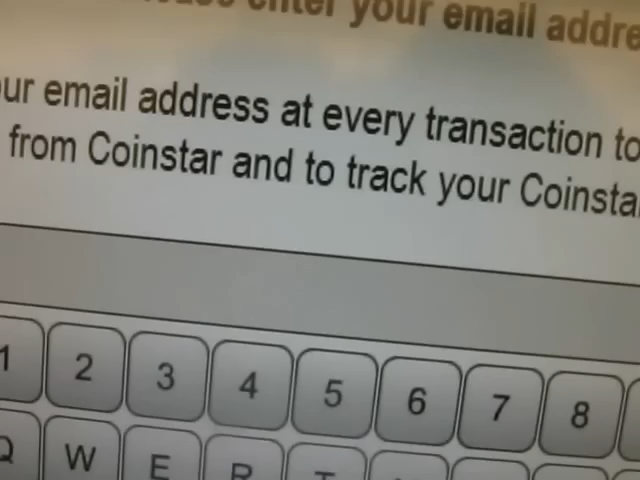 enter your email addre
ur email address at every transaction to
from Coinstar and to track your Coinsta
1 2 3 4 5 6 7 8
Q W E R T